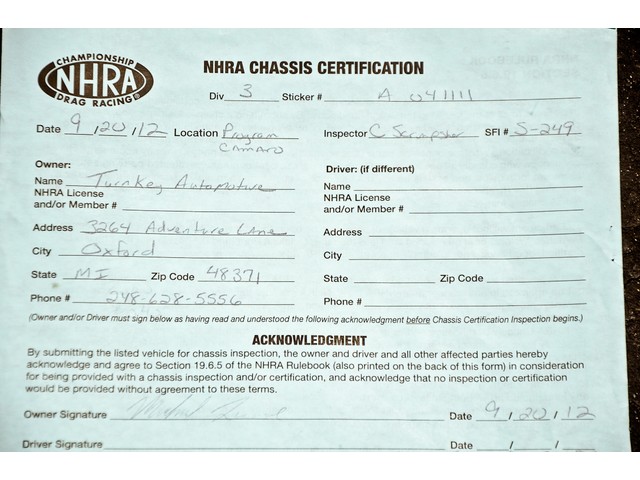 CHAMPIONSHIP
NHRA
DRAG RACING
NHRA CHASSIS CERTIFICATION
Div 3 Sticker # A 041111
Date 9/20/12 Location Program Inspector C Scrimpster SFI # S-249
Camaro
Owner: Driver: (if different)
Name Turnkey Automotive Name
NHRA License NHRA License
and/or Member # and/or Member #
Address 3264 Adventure Lane Address
City Oxford City
State MI Zip Code 48371 State Zip Code
Phone # 248-628-5556 Phone #
(Owner and/or Driver must sign below as having read and understood the following acknowledgment before Chassis Certification Inspection begins.)
ACKNOWLEDGMENT
By submitting the listed vehicle for chassis inspection, the owner and driver and all other affected parties hereby
acknowledge and agree to Section 19.6.5 of the NHRA Rulebook (also printed on the back of this form) in consideration
for being provided with a chassis inspection and/or certification, and acknowledge that no inspection or certification
would be provided without agreement to these terms.
Owner Signature Date 9/20/12
Driver Signature Date / /